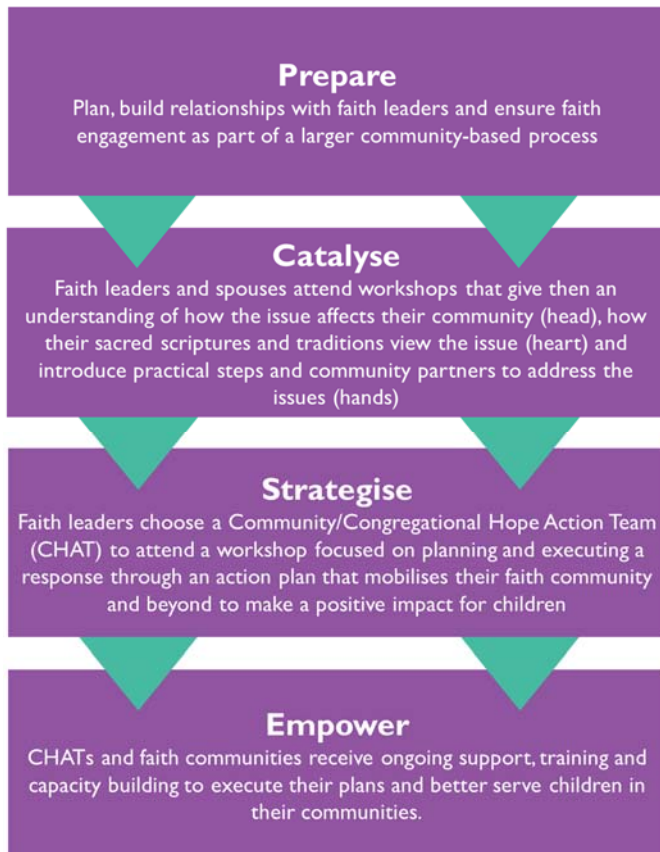 Prepare
Plan, build relationships with faith leaders and ensure faith
engagement as part of a larger community-based process
Catalyse
Faith leaders and spouses attend workshops that give then an
understanding of how the issue affects their community (head), how
their sacred scriptures and traditions view the issue (heart) and
introduce practical steps and community partners to address the
issues (hands)
Strategise
Faith leaders choose a Community/Congregational Hope Action Team
(CHAT) to attend a workshop focused on planning and executing a
response through an action plan that mobilises their faith community
and beyond to make a positive impact for children
Empower
CHATs and faith communities receive ongoing support, training and
capacity building to execute their plans and better serve children in
their communities.